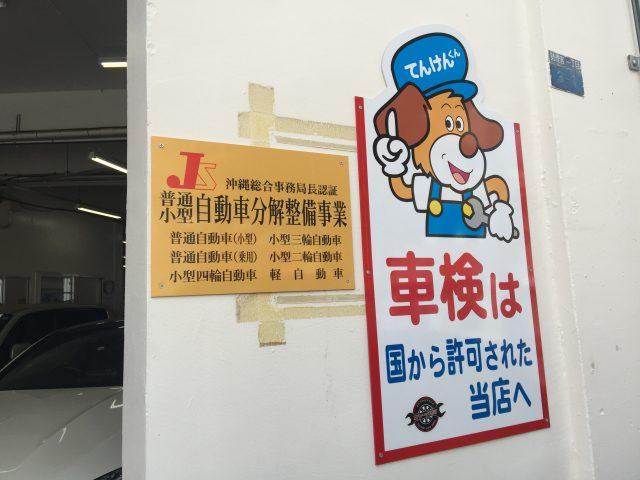 JS
沖縄総合事務局長認証
普通
小型
自動車分解整備事業
普通自動車(小型) 小型三輪自動車
普通自動車(乗用) 小型二輪自動車
小型四輪自動車 軽自動車
てんけんくん
車検は
国から許可された
当店へ